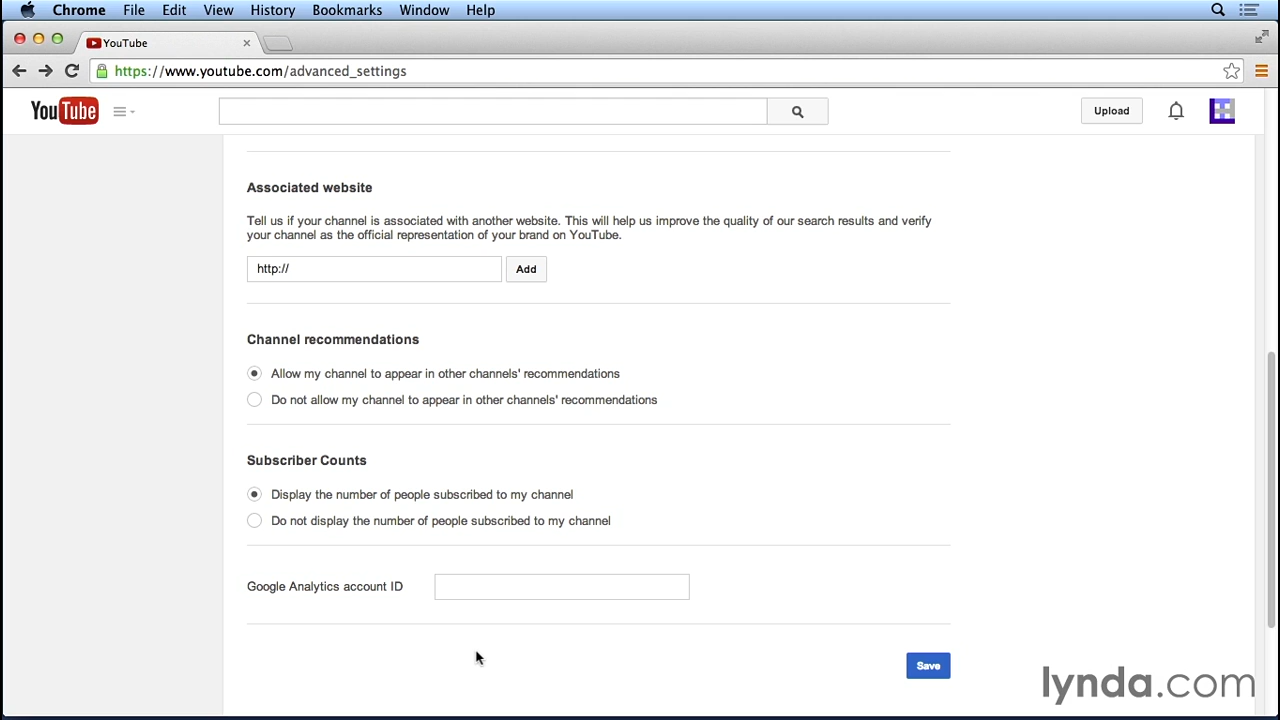 Chrome File Edit View History Bookmarks Window Help
YouTube
https://www.youtube.com/advanced_settings
YouTube
Upload
Associated website
Tell us if your channel is associated with another website. This will help us improve the quality of our search results and verify
your channel as the official representation of your brand on YouTube.
http:// Add
Channel recommendations
Allow my channel to appear in other channels' recommendations
Do not allow my channel to appear in other channels' recommendations
Subscriber Counts
Display the number of people subscribed to my channel
Do not display the number of people subscribed to my channel
Google Analytics account ID
Save
lynda.com